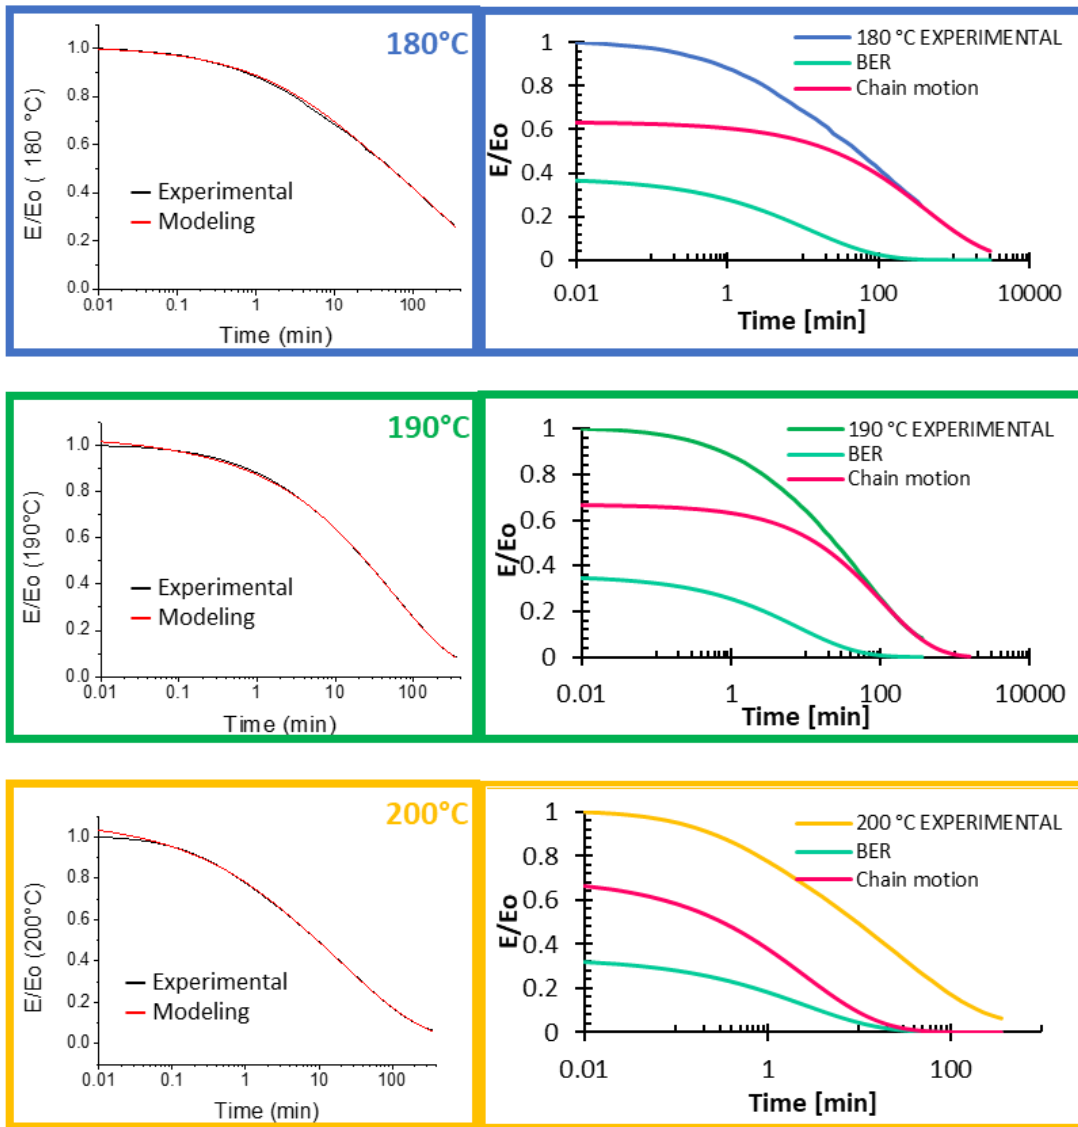 180°C
1.0
0.8
0.6
0.4
0.2
0.0
E/Eo ( 180 °C)
Experimental
Modeling
0.01 0.1 1 10 100
Time (min)
180 °C EXPERIMENTAL
BER
Chain motion
1
0.8
0.6
0.4
0.2
0
E/Eo
0.01 1 100 10000
Time [min]
190°C
1.0
0.8
0.6
0.4
0.2
0.0
E/Eo (190°C)
Experimental
Modeling
0.01 0.1 1 10 100
Time (min)
190 °C EXPERIMENTAL
BER
Chain motion
1
0.8
0.6
0.4
0.2
0
E/Eo
0.01 1 100 10000
Time [min]
200°C
1.0
0.8
0.6
0.4
0.2
0.0
E/Eo (200°C)
Experimental
Modeling
0.01 0.1 1 10 100
Time (min)
200 °C EXPERIMENTAL
BER
Chain motion
1
0.8
0.6
0.4
0.2
0
E/Eo
0.01 1 100
Time [min]